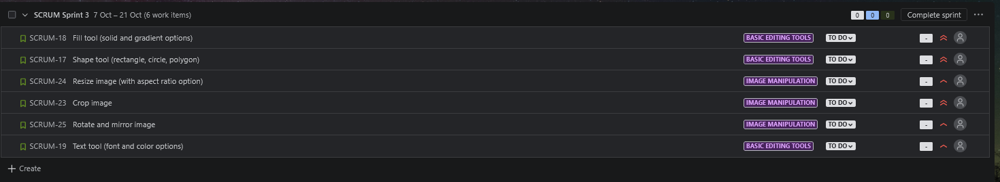 SCRUM Sprint 3 7 Oct – 21 Oct (6 work items) 0 0 0 Complete sprint
SCRUM-18 Fill tool (solid and gradient options) BASIC EDITING TOOLS TO DO -
SCRUM-17 Shape tool (rectangle, circle, polygon) BASIC EDITING TOOLS TO DO -
SCRUM-24 Resize image (with aspect ratio option) IMAGE MANIPULATION TO DO -
SCRUM-23 Crop image IMAGE MANIPULATION TO DO -
SCRUM-25 Rotate and mirror image IMAGE MANIPULATION TO DO -
SCRUM-19 Text tool (font and color options) BASIC EDITING TOOLS TO DO -
+ Create